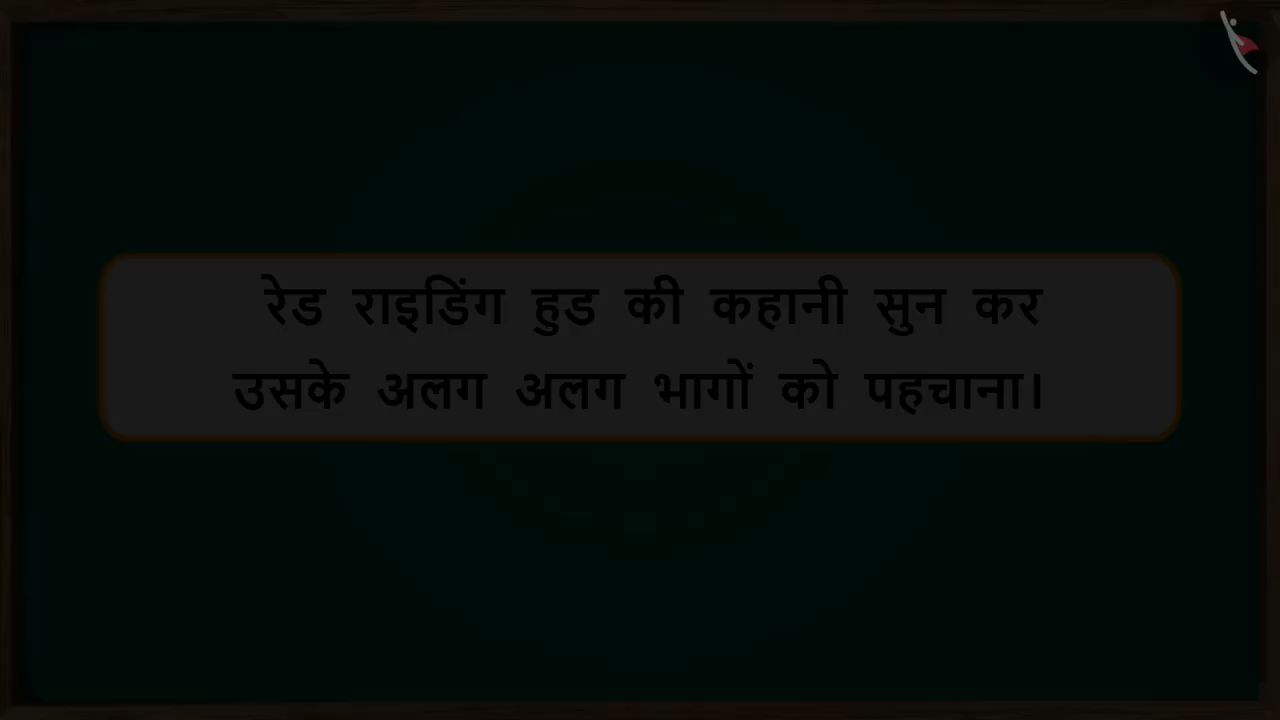 रेड राइडिंग हुड की कहानी सुन कर
उसके अलग अलग भागों को पहचाना।